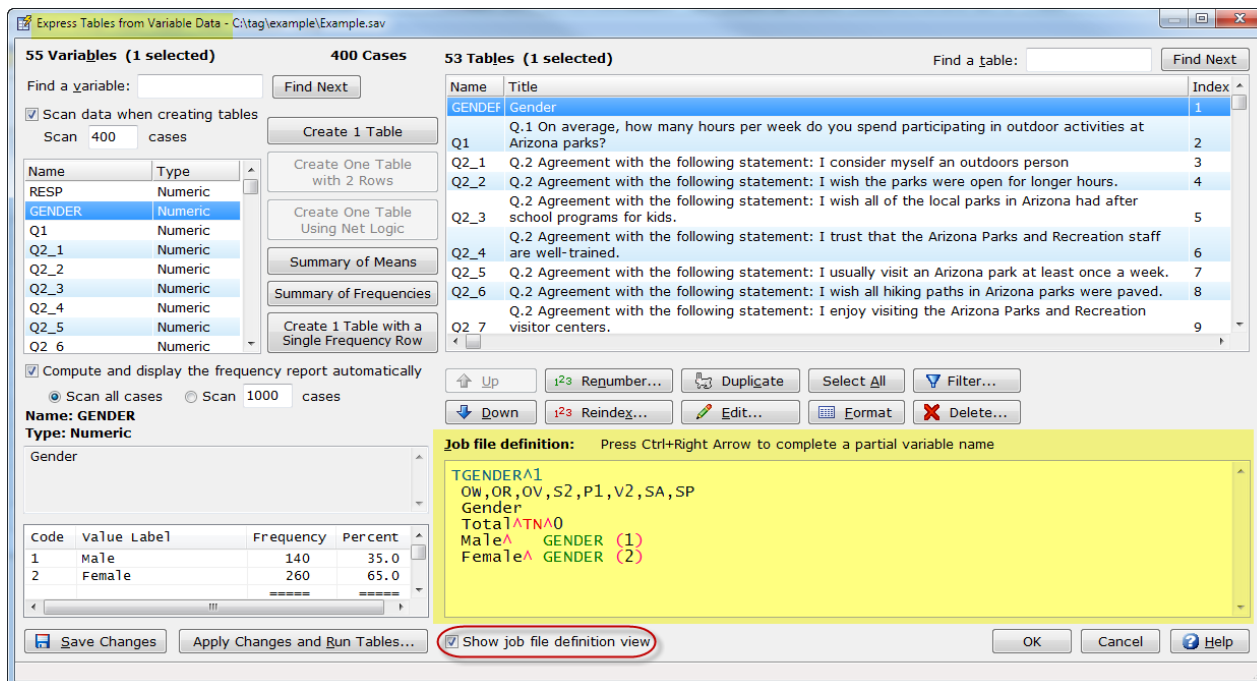 Express Tables from Variable Data - C:\tag\example\Example.sav
55 Variables (1 selected) 400 Cases
Find a variable: Find Next
Scan data when creating tables
Scan 400 cases
Name Type
RESP Numeric
GENDER Numeric
Q1 Numeric
Q2_1 Numeric
Q2_2 Numeric
Q2_3 Numeric
Q2_4 Numeric
Q2_5 Numeric
Q2_6 Numeric
Create 1 Table
Create One Table
with 2 Rows
Create One Table
Using Net Logic
Summary of Means
Summary of Frequencies
Create 1 Table with a
Single Frequency Row
Compute and display the frequency report automatically
Scan all cases Scan 1000 cases
Name: GENDER
Type: Numeric
Gender
Code Value Label Frequency Percent
1 Male 140 35.0
2 Female 260 65.0
===== =====
Save Changes Apply Changes and Run Tables...
53 Tables (1 selected) Find a table: Find Next
Name Title Index
GENDER Gender 1
Q.1 On average, how many hours per week do you spend participating in outdoor activities at
Q1 Arizona parks? 2
Q2_1 Q.2 Agreement with the following statement: I consider myself an outdoors person 3
Q2_2 Q.2 Agreement with the following statement: I wish the parks were open for longer hours. 4
Q.2 Agreement with the following statement: I wish all of the local parks in Arizona had after
Q2_3 school programs for kids. 5
Q.2 Agreement with the following statement: I trust that the Arizona Parks and Recreation staff
Q2_4 are well-trained. 6
Q2_5 Q.2 Agreement with the following statement: I usually visit an Arizona park at least once a week. 7
Q2_6 Q.2 Agreement with the following statement: I wish all hiking paths in Arizona parks were paved. 8
Q.2 Agreement with the following statement: I enjoy visiting the Arizona Parks and Recreation
Q2_7 visitor centers. 9
Up 123 Renumber... Duplicate Select All Filter...
Down 123 Reindex... Edit... Format Delete...
Job file definition: Press Ctrl+Right Arrow to complete a partial variable name
TGENDER^1
OW,OR,OV,S2,P1,V2,SA,SP
Gender
Total^TN^0
Male^ GENDER (1)
Female^ GENDER (2)
Show job file definition view OK Cancel Help